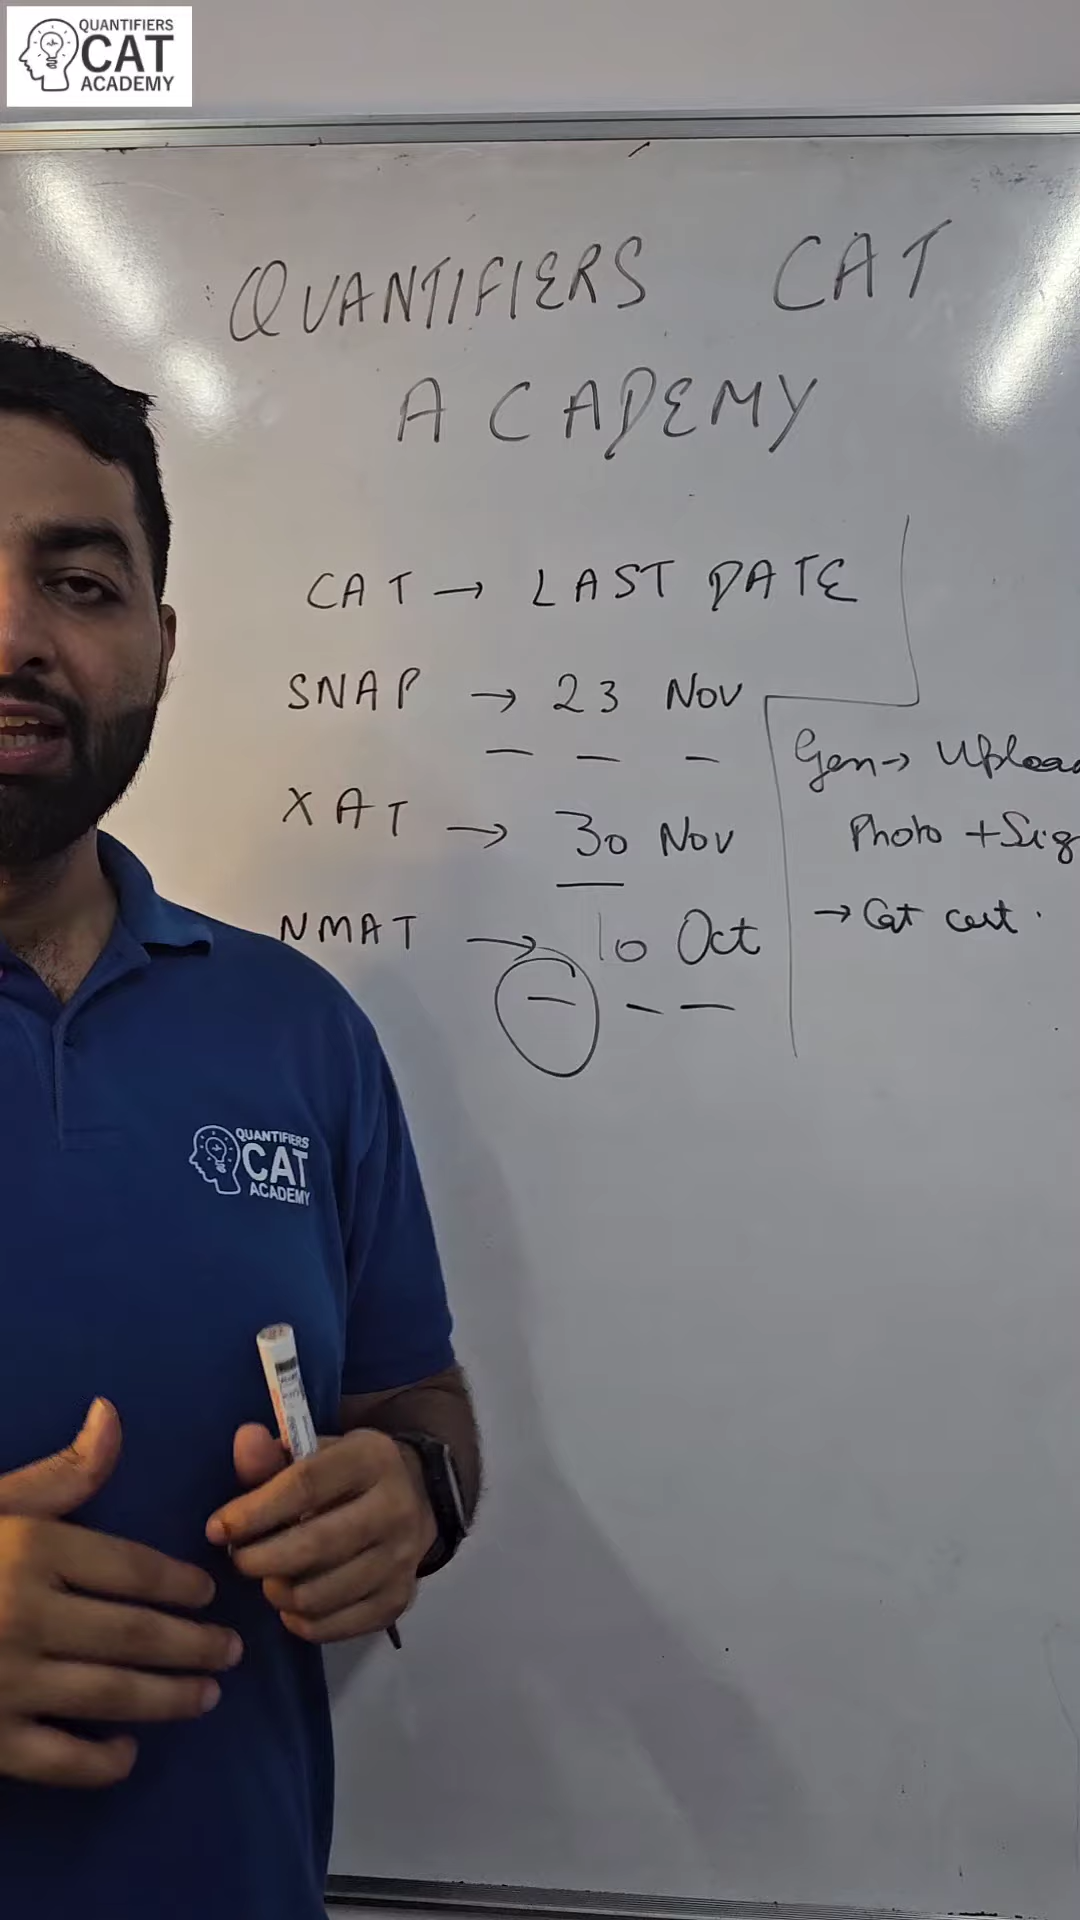 QUANTIFIERS
CAT
ACADEMY
QUANTIFIERS CAT
ACADEMY
CAT → LAST DATE
SNAP → 23 Nov
XAT → 30 Nov
NMAT → 10 Oct
Gen → Upload
Photo + Sig
→ Cat cert.
QUANTIFIERS
CAT
ACADEMY